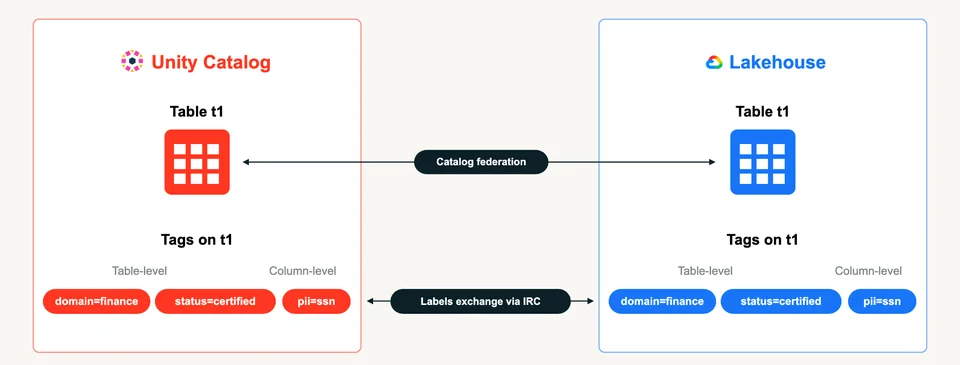 Unity Catalog
Table t1
Tags on t1
Table-level
Column-level
domain=finance
status=certified
pii=ssn
Catalog federation
Labels exchange via IRC
Lakehouse
Table t1
Tags on t1
Table-level
Column-level
domain=finance
status=certified
pii=ssn